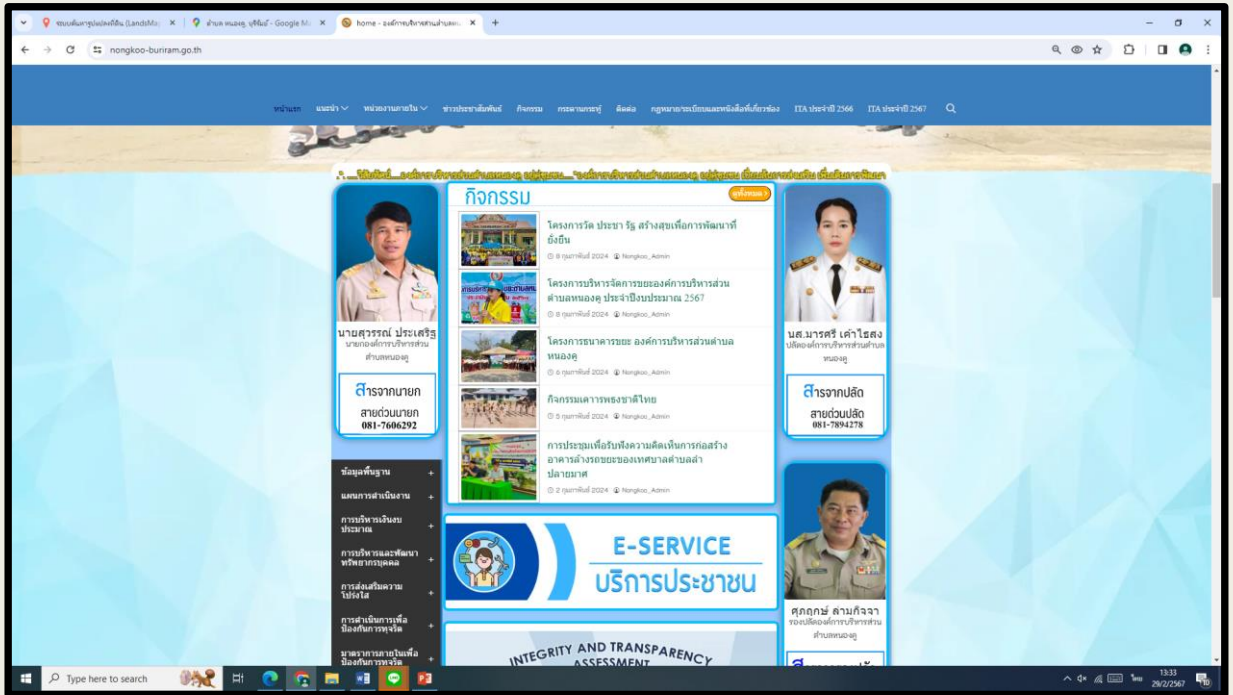 ระบบค้นหารูปแปลงที่ดิน (LandsMa
ตำบล หนองคู, บุรีรัมย์ - Google M
home - องค์การบริหารส่วนตำบลหน
nongkoo-buriram.go.th
หน้าแรก แนะนำ หน่วยงานภายใน ข่าวประชาสัมพันธ์ กิจกรรม กระดานกระทู้ ติดต่อ กฎหมาย/ระเบียบและหนังสือที่เกี่ยวข้อง ITA ประจำปี 2566 ITA ประจำปี 2567
กิจกรรม
ดูทั้งหมด
โครงการวัด ประชา รัฐ สร้างสุขเพื่อการพัฒนาที่
ยั่งยืน
8 กุมภาพันธ์ 2024 Nongkoo_Admin
โครงการบริหารจัดการขยะองค์การบริหารส่วน
ตำบลหนองคู ประจำปีงบประมาณ 2567
8 กุมภาพันธ์ 2024 Nongkoo_Admin
โครงการธนาคารขยะ องค์การบริหารส่วนตำบล
หนองคู
6 กุมภาพันธ์ 2024 Nongkoo_Admin
กิจกรรมเคารพธงชาติไทย
5 กุมภาพันธ์ 2024 Nongkoo_Admin
การประชุมเพื่อรับฟังความคิดเห็นการก่อสร้าง
อาคารล้างรถขยะของเทศบาลตำบลลำ
ปลายมาศ
2 กุมภาพันธ์ 2024 Nongkoo_Admin
นายสุวรรณ์ ประเสริฐ
นายกองค์การบริหารส่วน
ตำบลหนองคู
สารจากนายก
สายด่วนนายก
081-7606292
นส.มารศรี เค้าไธสง
ปลัดองค์การบริหารส่วนตำบล
หนองคู
สารจากปลัด
สายด่วนปลัด
081-7894278
ข้อมูลพื้นฐาน +
แผนการดำเนินงาน +
การบริหารเงินงบ
ประมาณ +
การบริหารและพัฒนา
ทรัพยากรบุคคล +
การส่งเสริมความ
โปร่งใส +
การดำเนินการเพื่อ
ป้องกันการทุจริต +
มาตราการภายในเพื่อ
ป้องกันการทุจริต +
E-SERVICE
บริการประชาชน
INTEGRITY AND TRANSPARENCY
ASSESSMENT
ศุภฤกษ์ สามกิจจา
รองปลัดองค์การบริหารส่วน
ตำบลหนองคู
Type here to search
ไทย
13:33
29/2/2567